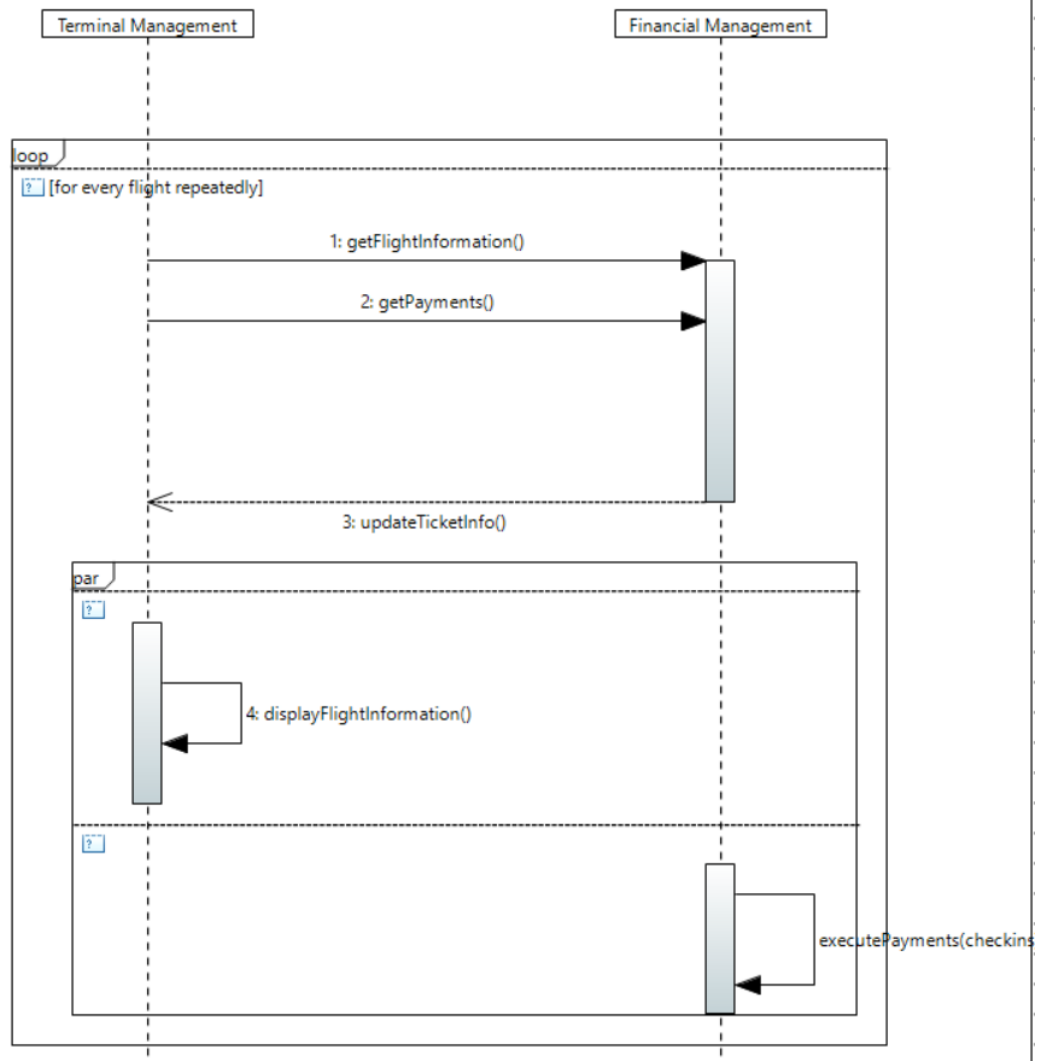 Terminal Management
Financial Management
loop
? [for every flight repeatedly]
1: getFlightInformation()
2: getPayments()
3: updateTicketInfo()
par
?
4: displayFlightInformation()
?
executePayments(checkins